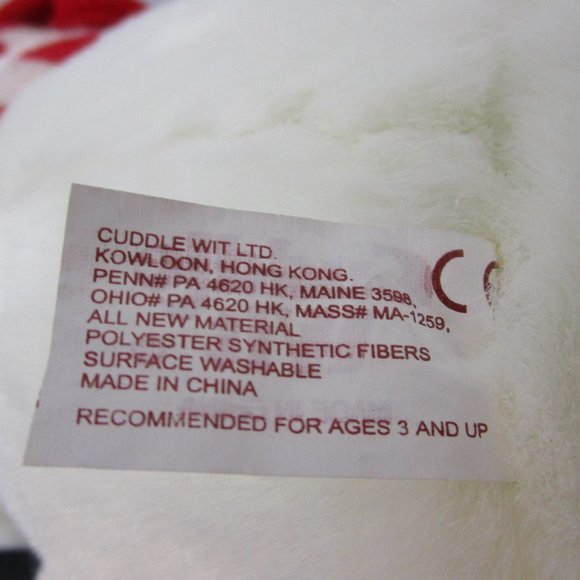 CUDDLE WIT LTD.
KOWLOON, HONG KONG.
PENN# PA 4620 HK, MAINE 3598,
OHIO# PA 4620 HK, MASS# MA-1259,
ALL NEW MATERIAL
POLYESTER SYNTHETIC FIBERS
SURFACE WASHABLE
MADE IN CHINA
RECOMMENDED FOR AGES 3 AND UP